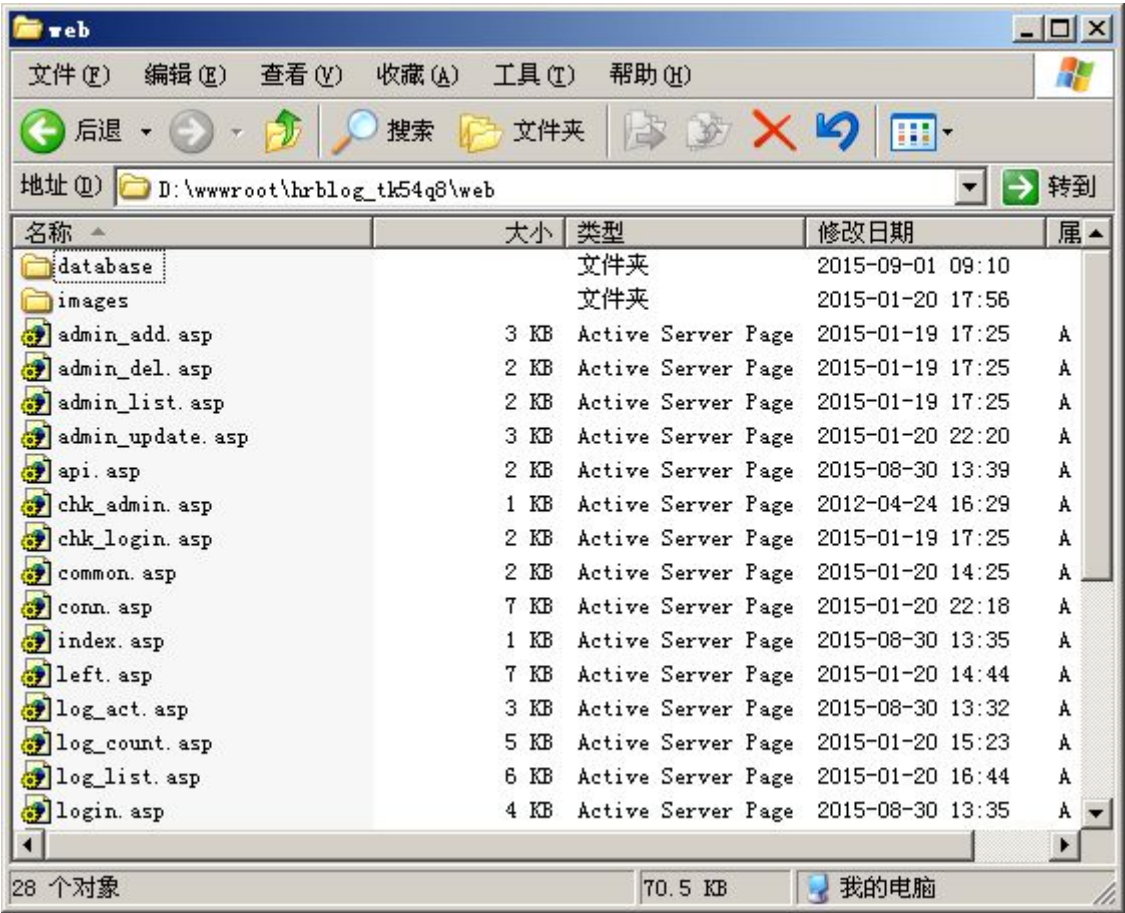 web
文件(F) 编辑(E) 查看(V) 收藏(A) 工具(T) 帮助(H)
后退 搜索 文件夹
地址(D) D:\wwwroot\hrblog_tk54q8\web 转到
名称 大小 类型 修改日期 属
database 文件夹 2015-09-01 09:10
images 文件夹 2015-01-20 17:56
admin_add.asp 3 KB Active Server Page 2015-01-19 17:25 A
admin_del.asp 2 KB Active Server Page 2015-01-19 17:25 A
admin_list.asp 2 KB Active Server Page 2015-01-19 17:25 A
admin_update.asp 3 KB Active Server Page 2015-01-20 22:20 A
api.asp 2 KB Active Server Page 2015-08-30 13:39 A
chk_admin.asp 1 KB Active Server Page 2012-04-24 16:29 A
chk_login.asp 2 KB Active Server Page 2015-01-19 17:25 A
common.asp 2 KB Active Server Page 2015-01-20 14:25 A
conn.asp 7 KB Active Server Page 2015-01-20 22:18 A
index.asp 1 KB Active Server Page 2015-08-30 13:35 A
left.asp 7 KB Active Server Page 2015-01-20 14:44 A
log_act.asp 3 KB Active Server Page 2015-08-30 13:32 A
log_count.asp 5 KB Active Server Page 2015-01-20 15:23 A
log_list.asp 6 KB Active Server Page 2015-01-20 16:44 A
login.asp 4 KB Active Server Page 2015-08-30 13:35 A
28 个对象 70.5 KB 我的电脑